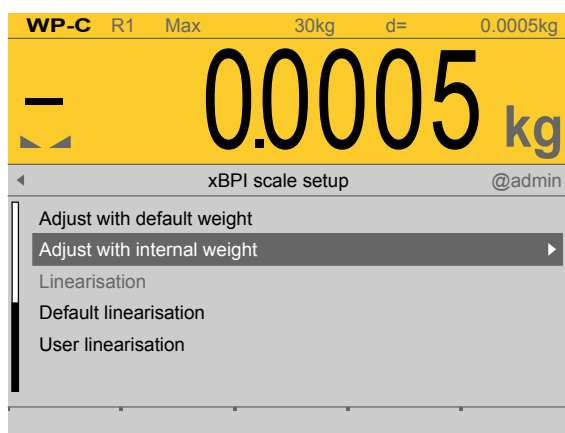 WP-C R1 Max 30kg d= 0.0005kg
– 0.0005 kg
xBPI scale setup @admin
Adjust with default weight
Adjust with internal weight
Linearisation
Default linearisation
User linearisation